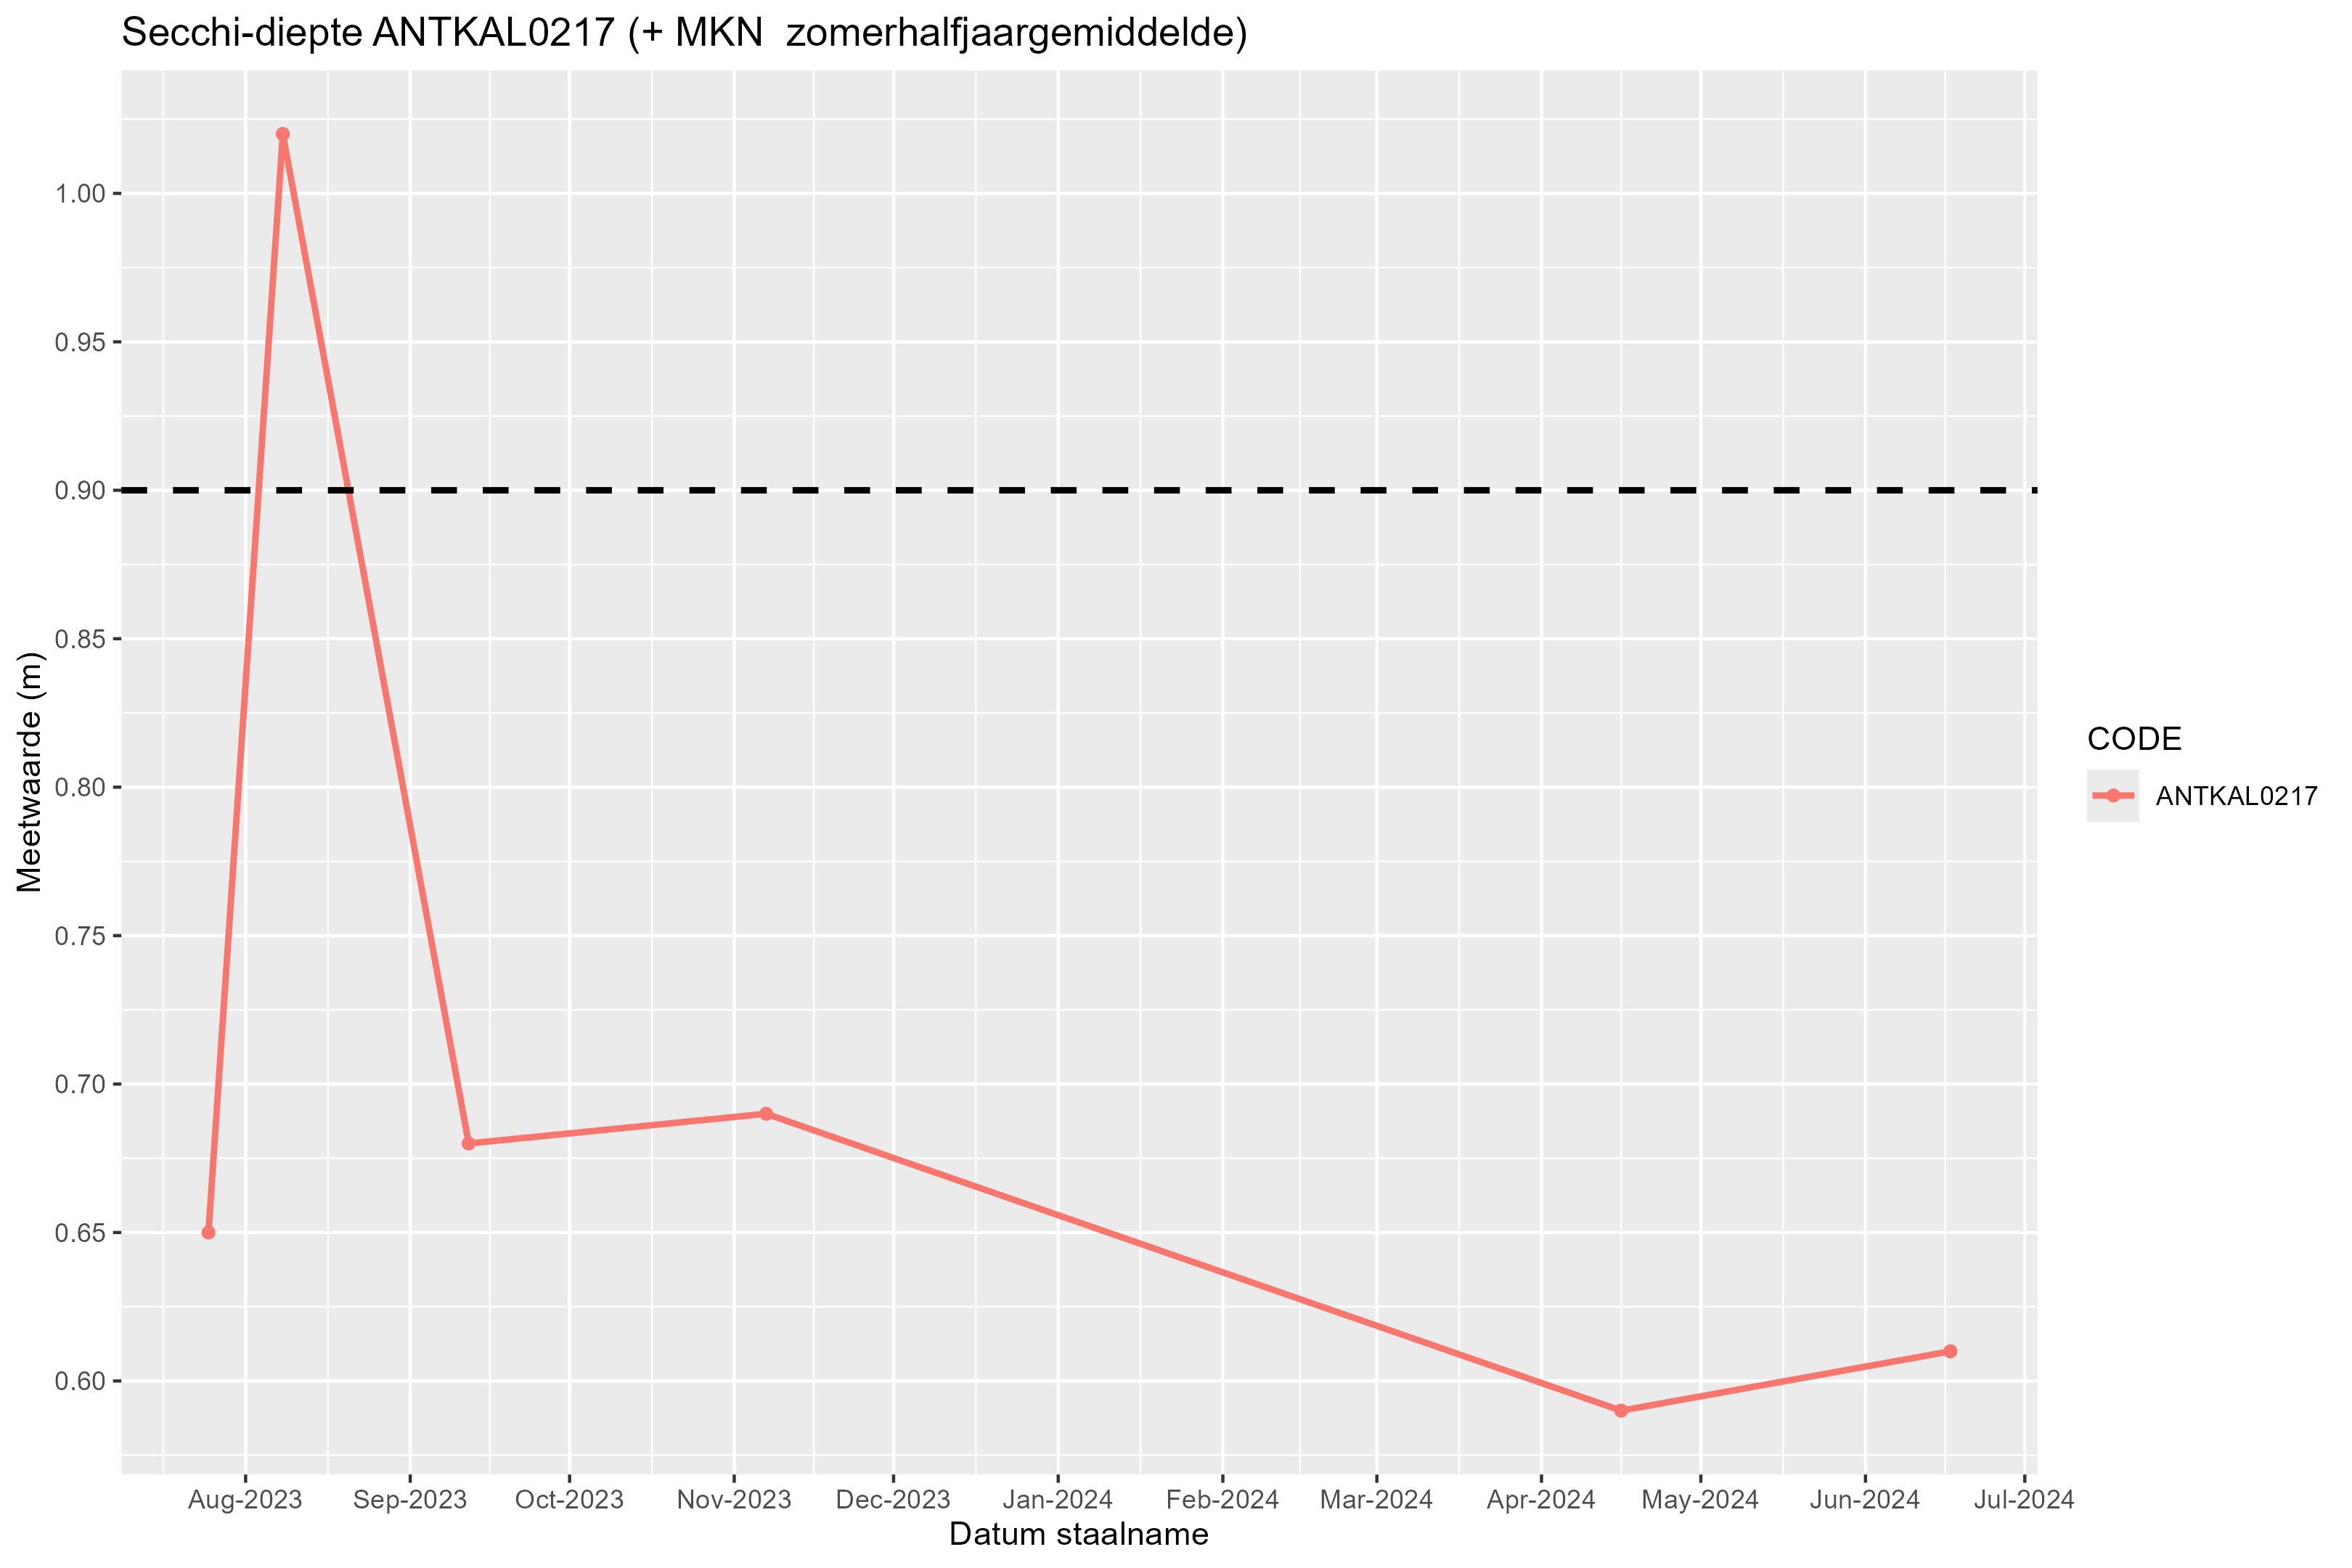 Secchi-diepte ANTKAL0217 (+ MKN  zomerhalfjaargemiddelde)
Meetwaarde (m)
1.00
0.95
0.90
0.85
0.80
0.75
0.70
0.65
0.60
Aug-2023 Sep-2023 Oct-2023 Nov-2023 Dec-2023 Jan-2024 Feb-2024 Mar-2024 Apr-2024 May-2024 Jun-2024 Jul-2024
Datum staalname
CODE
ANTKAL0217